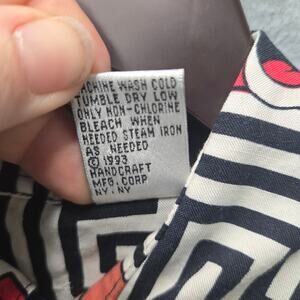 MACHINE WASH COLD
TUMBLE DRY LOW
ONLY NON-CHLORINE
BLEACH WHEN
NEEDED STEAM IRON
AS NEEDED
© 1993
HANDCRAFT
MFG. CORP
NY. NY